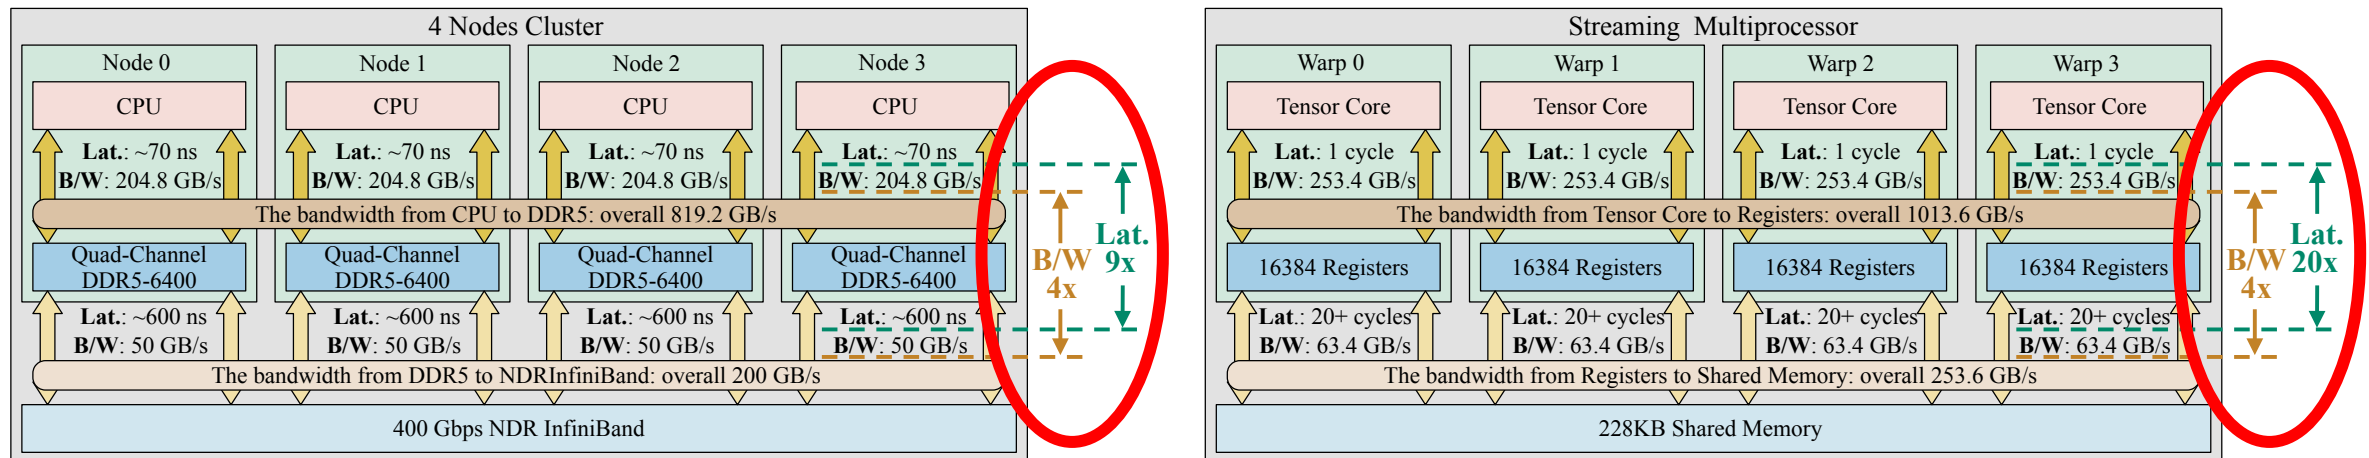 4 Nodes Cluster
Node 0
CPU
Lat.: ~70 ns
B/W: 204.8 GB/s
Node 1
CPU
Lat.: ~70 ns
B/W: 204.8 GB/s
Node 2
CPU
Lat.: ~70 ns
B/W: 204.8 GB/s
Node 3
CPU
Lat.: ~70 ns
B/W: 204.8 GB/s
The bandwidth from CPU to DDR5: overall 819.2 GB/s
Quad-Channel
DDR5-6400
Quad-Channel
DDR5-6400
Quad-Channel
DDR5-6400
Quad-Channel
DDR5-6400
Lat.: ~600 ns
B/W: 50 GB/s
Lat.: ~600 ns
B/W: 50 GB/s
Lat.: ~600 ns
B/W: 50 GB/s
Lat.: ~600 ns
B/W: 50 GB/s
The bandwidth from DDR5 to NDRInfiniBand: overall 200 GB/s
400 Gbps NDR InfiniBand
B/W
4x
Lat.
9x
Streaming Multiprocessor
Warp 0
Tensor Core
Lat.: 1 cycle
B/W: 253.4 GB/s
Warp 1
Tensor Core
Lat.: 1 cycle
B/W: 253.4 GB/s
Warp 2
Tensor Core
Lat.: 1 cycle
B/W: 253.4 GB/s
Warp 3
Tensor Core
Lat.: 1 cycle
B/W: 253.4 GB/s
The bandwidth from Tensor Core to Registers: overall 1013.6 GB/s
16384 Registers
16384 Registers
16384 Registers
16384 Registers
Lat.: 20+ cycles
B/W: 63.4 GB/s
Lat.: 20+ cycles
B/W: 63.4 GB/s
Lat.: 20+ cycles
B/W: 63.4 GB/s
Lat.: 20+ cycles
B/W: 63.4 GB/s
The bandwidth from Registers to Shared Memory: overall 253.6 GB/s
228KB Shared Memory
B/W
4x
Lat.
20x